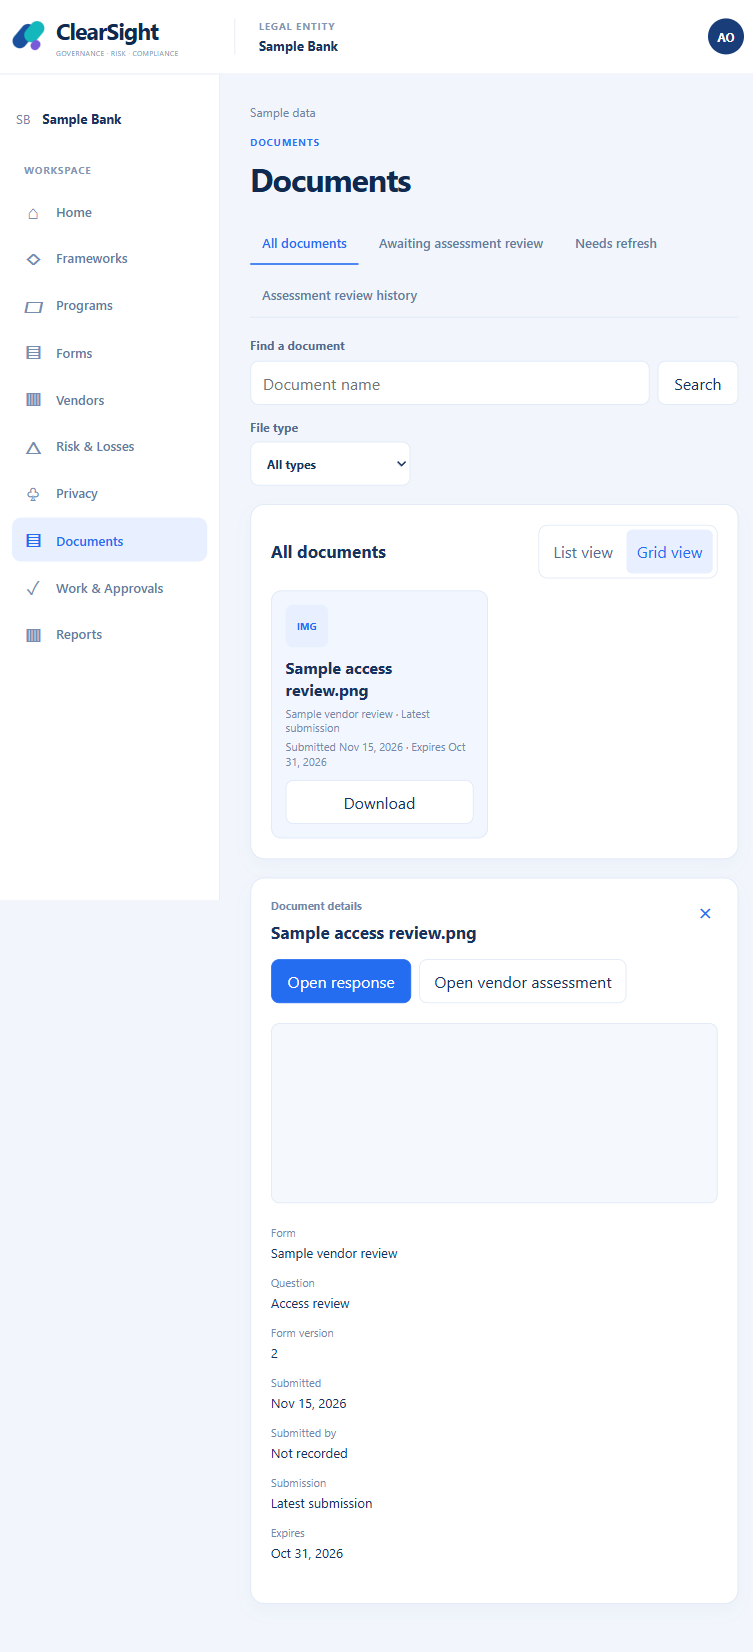 ClearSight
GOVERNANCE · RISK · COMPLIANCE
LEGAL ENTITY
Sample Bank
AO
SB Sample Bank
WORKSPACE
Home
Frameworks
Programs
Forms
Vendors
Risk & Losses
Privacy
Documents
Work & Approvals
Reports
Sample data
DOCUMENTS
Documents
All documents
Awaiting assessment review
Needs refresh
Assessment review history
Find a document
Document name
Search
File type
All types
All documents
List view
Grid view
IMG
Sample access
review.png
Sample vendor review · Latest
submission
Submitted Nov 15, 2026 · Expires Oct
31, 2026
Download
Document details
Sample access review.png
Open response
Open vendor assessment
Form
Sample vendor review
Question
Access review
Form version
2
Submitted
Nov 15, 2026
Submitted by
Not recorded
Submission
Latest submission
Expires
Oct 31, 2026